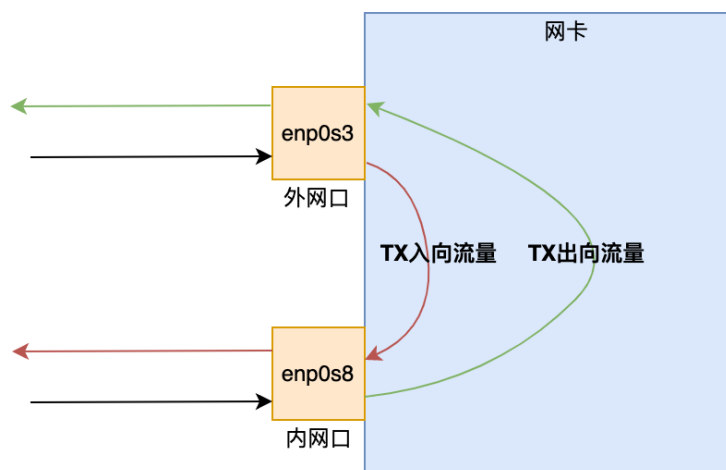 网卡
enp0s3
外网口
TX入向流量
TX出向流量
enp0s8
内网口